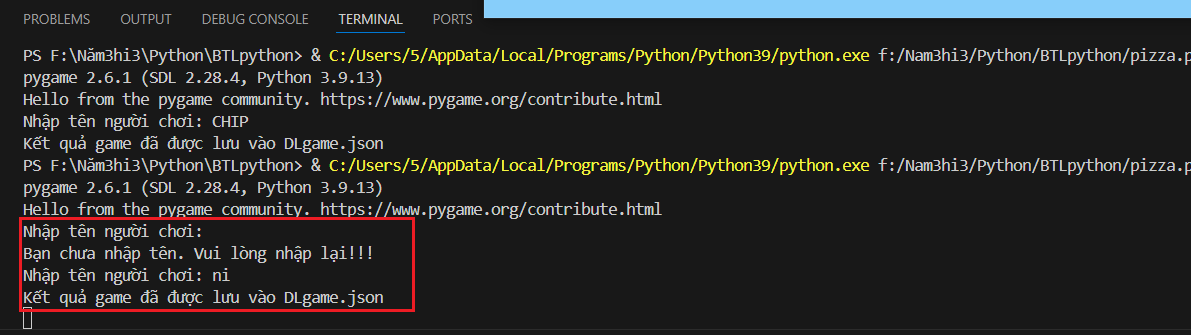 PROBLEMS OUTPUT DEBUG CONSOLE TERMINAL PORTS
PS F:\Năm3hi3\Python\BTLpython> & C:/Users/5/AppData/Local/Programs/Python/Python39/python.exe f:/Nam3hi3/Python/BTLpython/pizza.p
pygame 2.6.1 (SDL 2.28.4, Python 3.9.13)
Hello from the pygame community. https://www.pygame.org/contribute.html
Nhập tên người chơi: CHIP
Kết quả game đã được lưu vào DLgame.json
PS F:\Năm3hi3\Python\BTLpython> & C:/Users/5/AppData/Local/Programs/Python/Python39/python.exe f:/Nam3hi3/Python/BTLpython/pizza.p
pygame 2.6.1 (SDL 2.28.4, Python 3.9.13)
Hello from the pygame community. https://www.pygame.org/contribute.html
Nhập tên người chơi:
Bạn chưa nhập tên. Vui lòng nhập lại!!!
Nhập tên người chơi: ni
Kết quả game đã được lưu vào DLgame.json